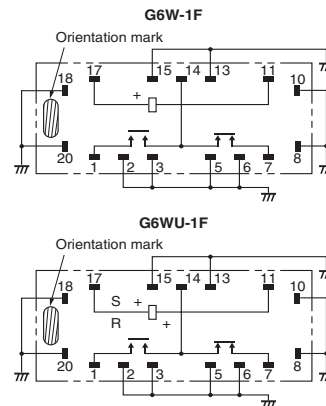 G6W-1F
Orientation mark
18 17 15 14 13 11 10
+
20 1 2 3 5 6 7 8
G6WU-1F
Orientation mark
18 17 15 14 13 11 10
S +
R +
20 1 2 3 5 6 7 8